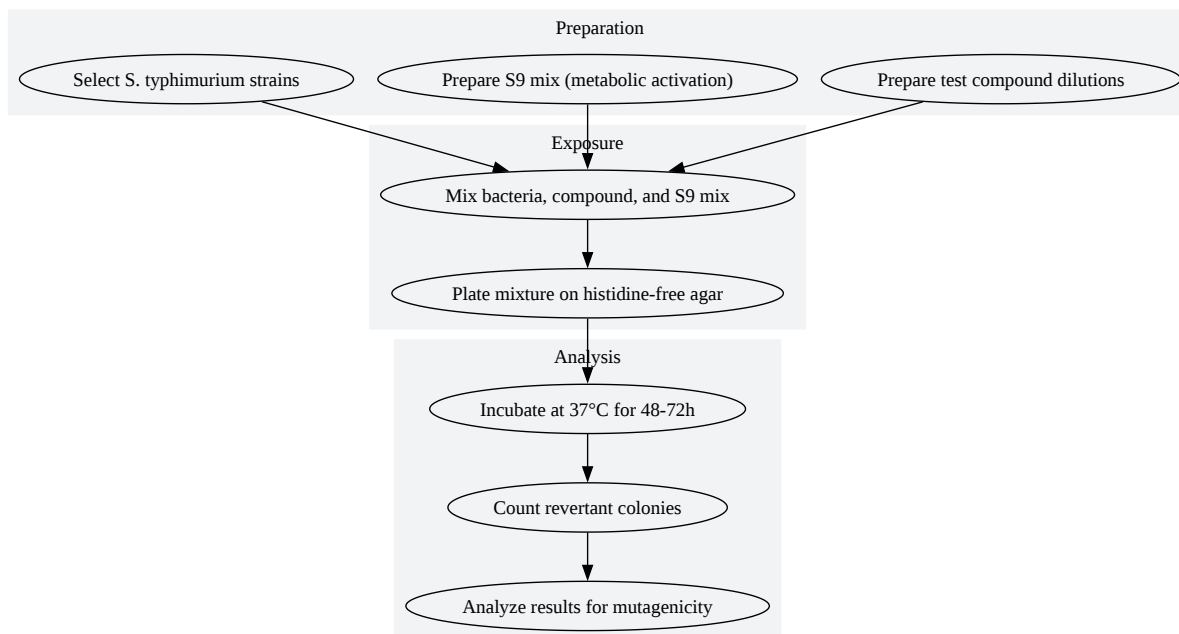 Preparation
Select S. typhimurium strains
Prepare S9 mix (metabolic activation)
Prepare test compound dilutions
Exposure
Mix bacteria, compound, and S9 mix
Plate mixture on histidine-free agar
Analysis
Incubate at 37°C for 48-72h
Count revertant colonies
Analyze results for mutagenicity